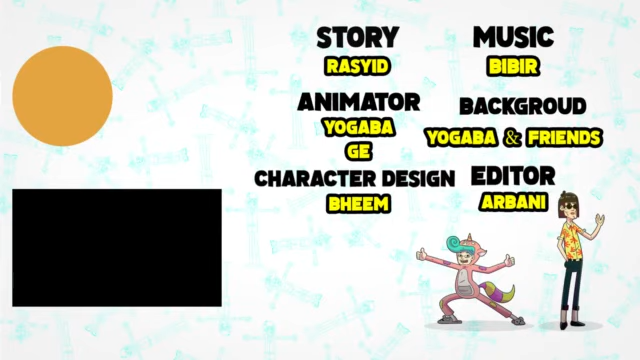 STORY
RASYID
MUSIC
BIBIR
ANIMATOR
YOGABA
GE
BACKGROUD
YOGABA & FRIENDS
CHARACTER DESIGN
BHEEM
EDITOR
ARBANI